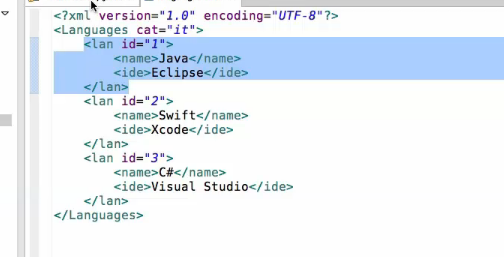 <?xml version="1.0" encoding="UTF-8"?>
<Languages cat="it">
<lan id="1">
<name>Java</name>
<ide>Eclipse</ide>
</lan>
<lan id="2">
<name>Swift</name>
<ide>Xcode</ide>
</lan>
<lan id="3">
<name>C#</name>
<ide>Visual Studio</ide>
</lan>
</Languages>